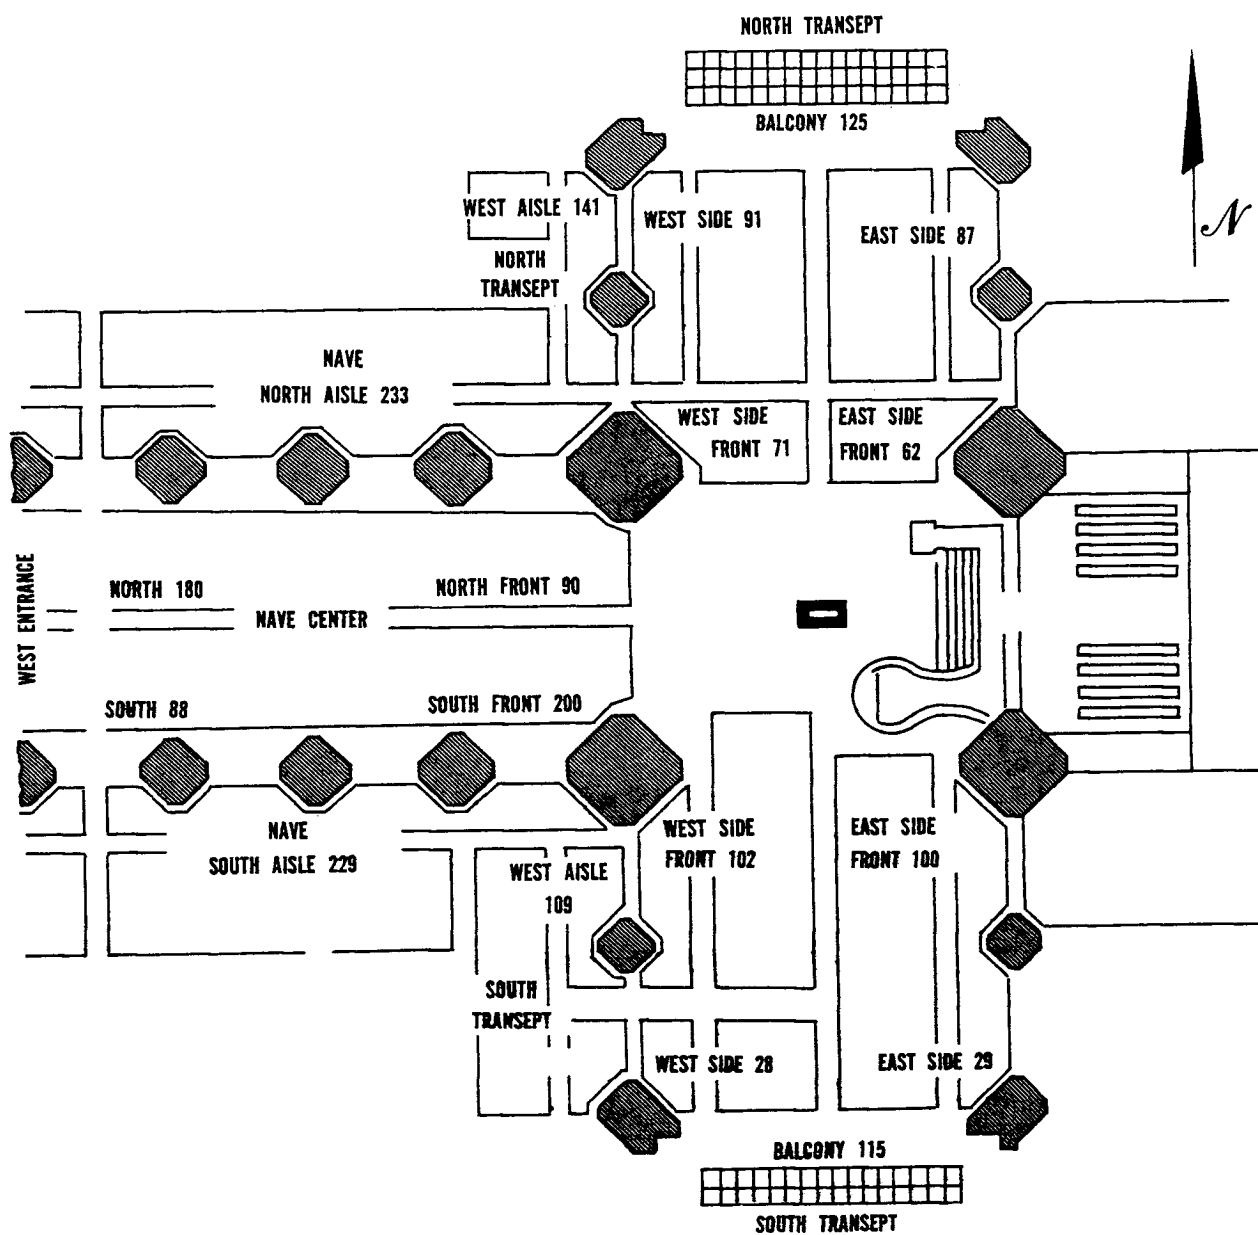 NORTH TRANSEPT
BALCONY 125
WEST AISLE 141
WEST SIDE 91
EAST SIDE 87
N
NORTH
TRANSEPT
NAVE
NORTH AISLE 233
WEST SIDE
FRONT 71
EAST SIDE
FRONT 62
WEST ENTRANCE
NORTH 180
NORTH FRONT 90
NAVE CENTER
SOUTH 88
SOUTH FRONT 200
NAVE
SOUTH AISLE 229
WEST SIDE
FRONT 102
EAST SIDE
FRONT 100
WEST AISLE
109
SOUTH
TRANSEPT
WEST SIDE 28
EAST SIDE 29
BALCONY 115
SOUTH TRANSEPT